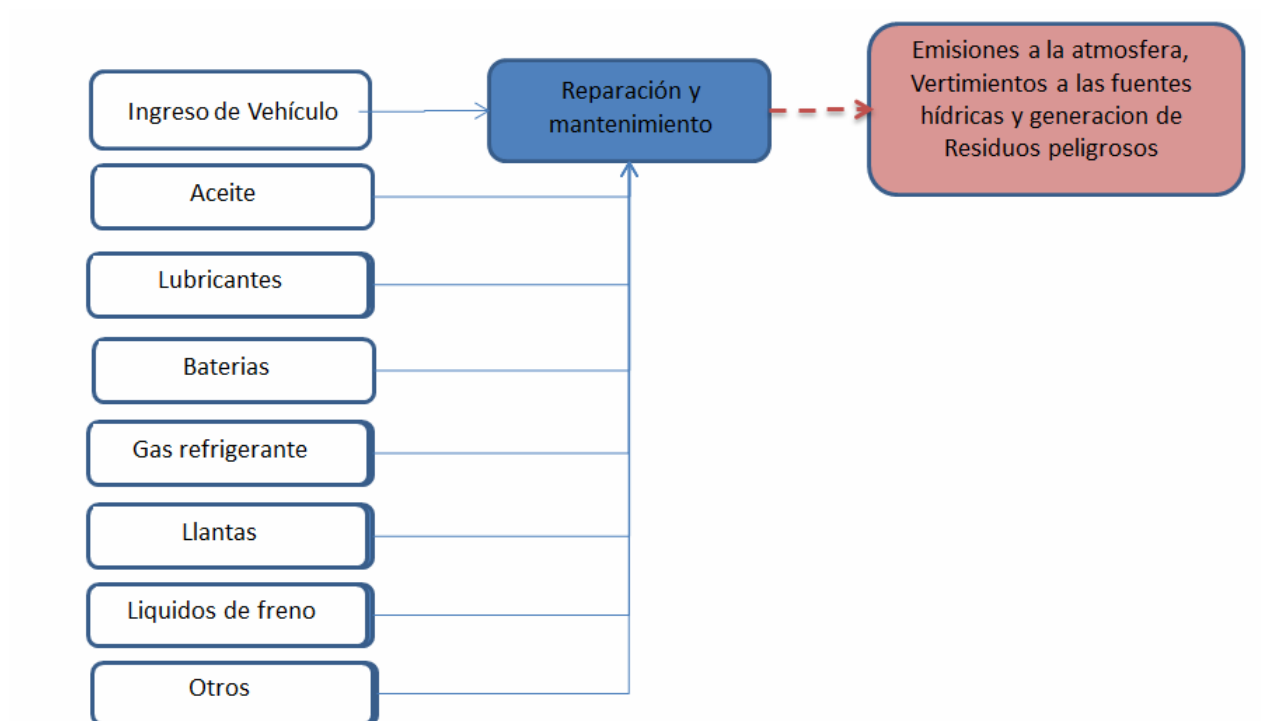 Ingreso de Vehículo
Reparación y
mantenimiento
Emisiones a la atmosfera,
Vertimientos a las fuentes
hídricas y generacion de
Residuos peligrosos
Aceite
Lubricantes
Baterias
Gas refrigerante
Llantas
Liquidos de freno
Otros